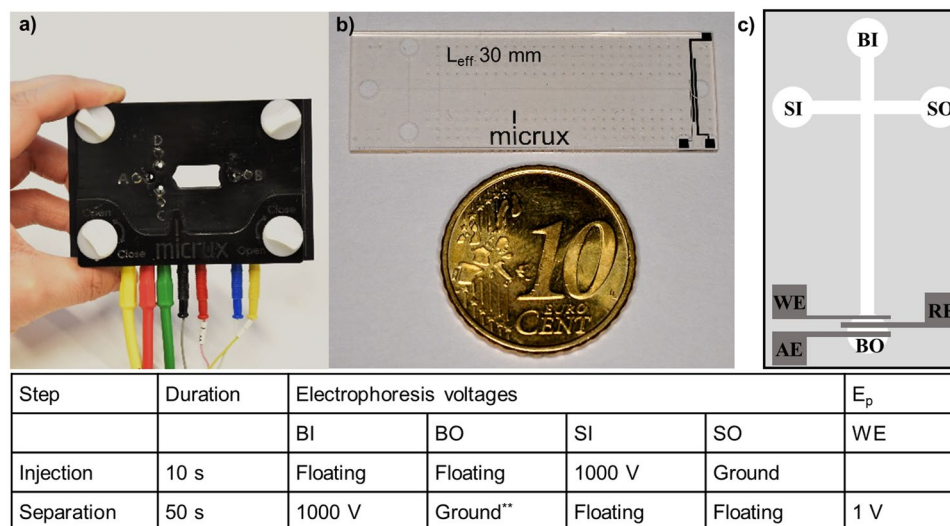 a)
D
A
B
C
Open
Close
Close
micrux
Open
b)
L_eff 30 mm
micrux
10
EURO
CENT
c)
BI
SI
SO
WE
RE
AE
BO
Step Duration Electrophoresis voltages E_p
BI BO SI SO WE
Injection 10 s Floating Floating 1000 V Ground
Separation 50 s 1000 V Ground** Floating Floating 1 V